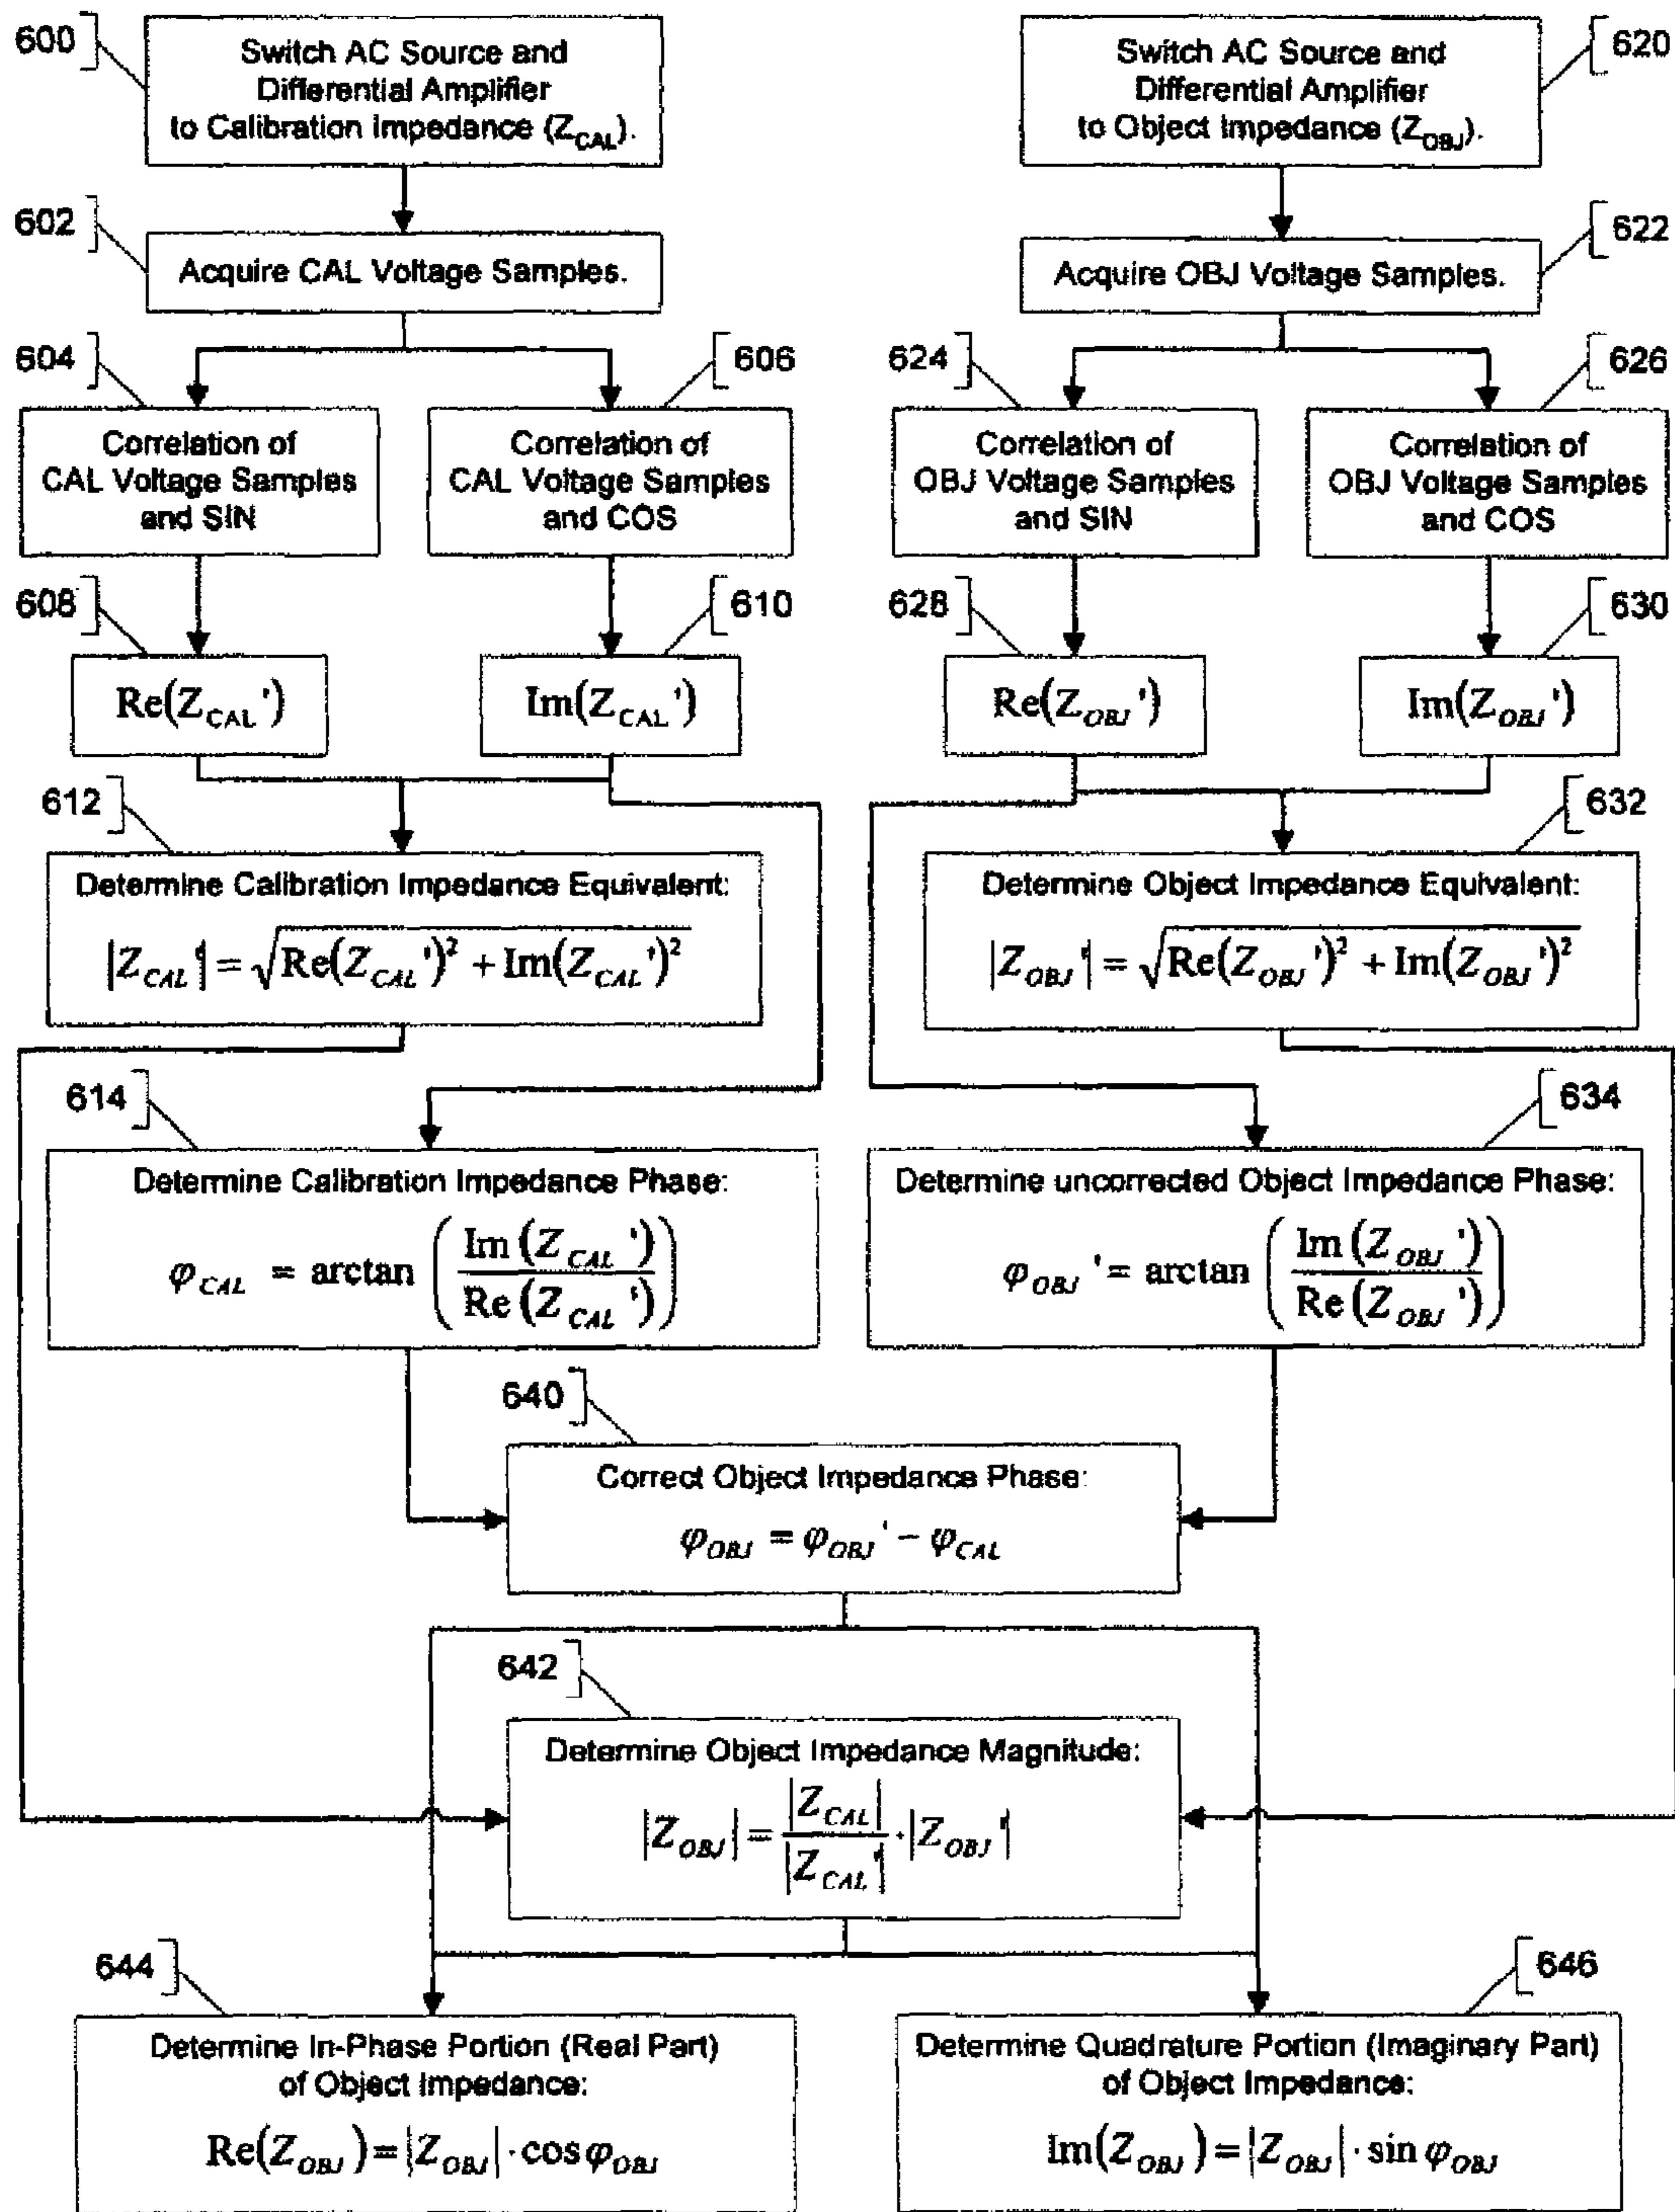 600
Switch AC Source and
Differential Amplifier
to Calibration Impedance (Z_CAL).
620
Switch AC Source and
Differential Amplifier
to Object Impedance (Z_OBJ).
602
Acquire CAL Voltage Samples.
622
Acquire OBJ Voltage Samples.
604
Correlation of
CAL Voltage Samples
and SIN
606
Correlation of
CAL Voltage Samples
and COS
624
Correlation of
OBJ Voltage Samples
and SIN
626
Correlation of
OBJ Voltage Samples
and COS
608
Re(Z_CAL')
610
Im(Z_CAL')
628
Re(Z_OBJ')
630
Im(Z_OBJ')
612
Determine Calibration Impedance Equivalent:
|Z_CAL'| = √(Re(Z_CAL')² + Im(Z_CAL')²)
632
Determine Object Impedance Equivalent:
|Z_OBJ'| = √(Re(Z_OBJ')² + Im(Z_OBJ')²)
614
Determine Calibration Impedance Phase:
φ_CAL = arctan (Im(Z_CAL') / Re(Z_CAL'))
634
Determine uncorrected Object Impedance Phase:
φ_OBJ' = arctan (Im(Z_OBJ') / Re(Z_OBJ'))
640
Correct Object Impedance Phase:
φ_OBJ = φ_OBJ' − φ_CAL
642
Determine Object Impedance Magnitude:
|Z_OBJ| = |Z_CAL| / |Z_CAL'| · |Z_OBJ'|
644
Determine In-Phase Portion (Real Part)
of Object Impedance:
Re(Z_OBJ) = |Z_OBJ| · cos φ_OBJ
646
Determine Quadrature Portion (Imaginary Part)
of Object Impedance:
Im(Z_OBJ) = |Z_OBJ| · sin φ_OBJ